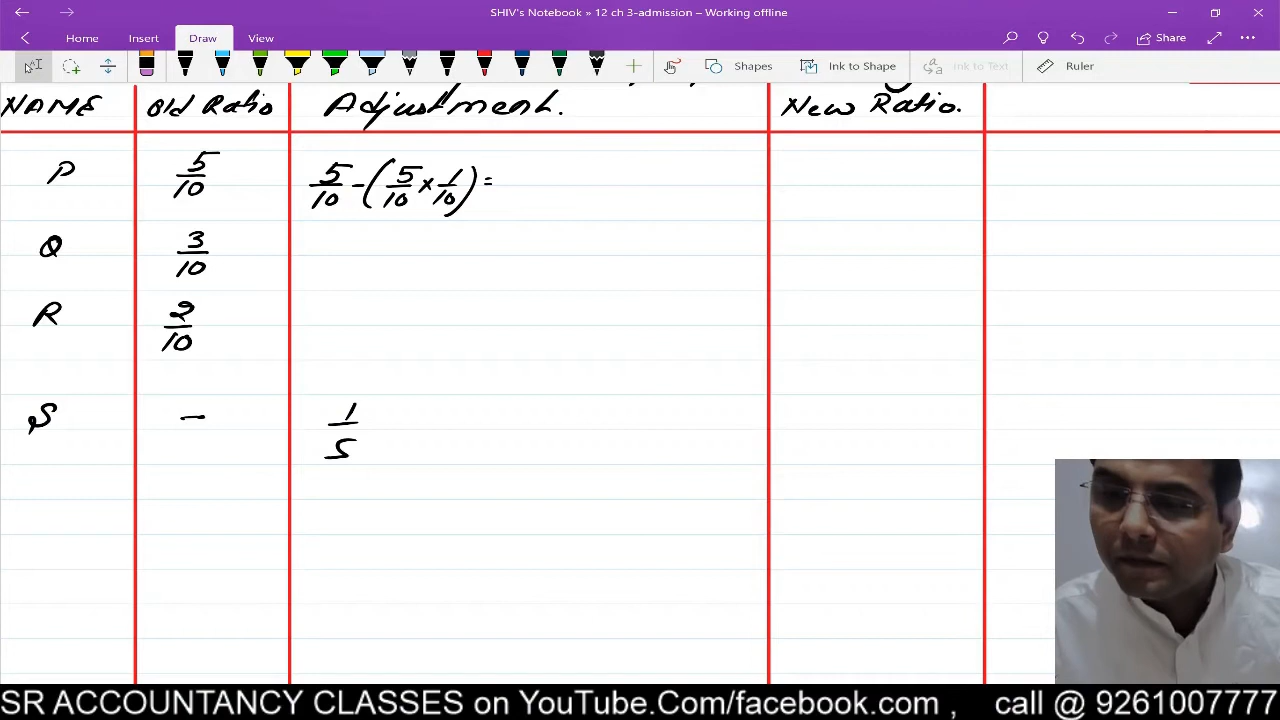 SHIV's Notebook » 12 ch 3-admission – Working offline
Home Insert Draw View Share
Shapes Ink to Shape Ink to Text Ruler
NAME Old Ratio Adjustment. New Ratio.
P 5/10 5/10 - (5/10 × 1/10) =
Q 3/10
R 2/10
S - 1/5
SR ACCOUNTANCY CLASSES on YouTube.Com/facebook.com , call @ 9261007777